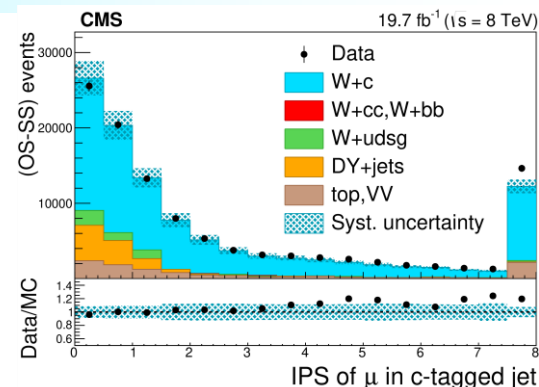 CMS 19.7 fb⁻¹ (√s = 8 TeV)
(OS-SS) events
30000
20000
10000
Data
W+c
W+cc,W+bb
W+udsg
DY+jets
top,VV
Syst. uncertainty
Data/MC
1.4
1.2
1.0
0.8
0.6
0 1 2 3 4 5 6 7 8
IPS of μ in c-tagged jet